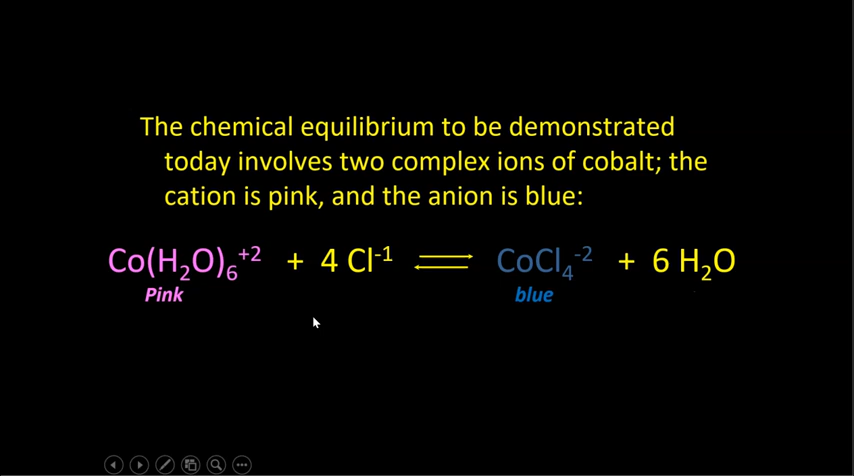 The chemical equilibrium to be demonstrated
today involves two complex ions of cobalt; the
cation is pink, and the anion is blue:
Co(H₂O)₆⁺² + 4 Cl⁻¹ ⇌ CoCl₄⁻² + 6 H₂O
Pink blue